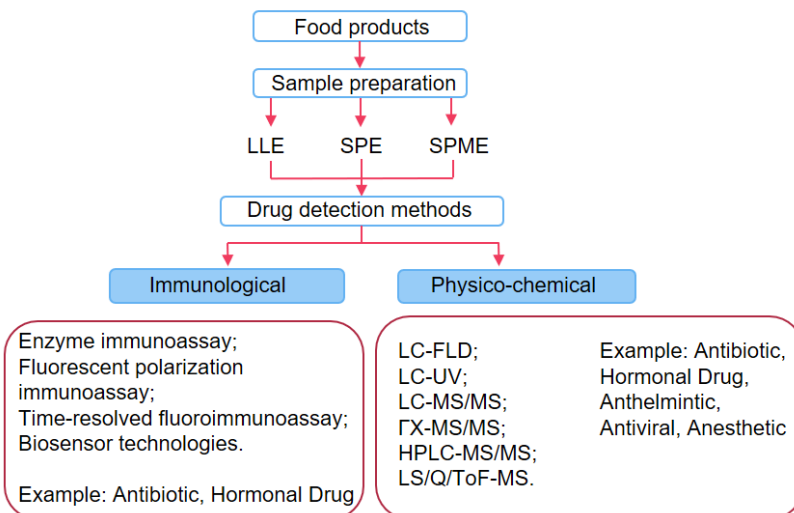 Food products
Sample preparation
LLE
SPE
SPME
Drug detection methods
Immunological
Physico-chemical
Enzyme immunoassay;
Fluorescent polarization
immunoassay;
Time-resolved fluoroimmunoassay;
Biosensor technologies.
Example: Antibiotic, Hormonal Drug
LC-FLD;
LC-UV;
LC-MS/MS;
ГХ-MS/MS;
HPLC-MS/MS;
LS/Q/ToF-MS.
Example: Antibiotic,
Hormonal Drug,
Anthelmintic,
Antiviral, Anesthetic